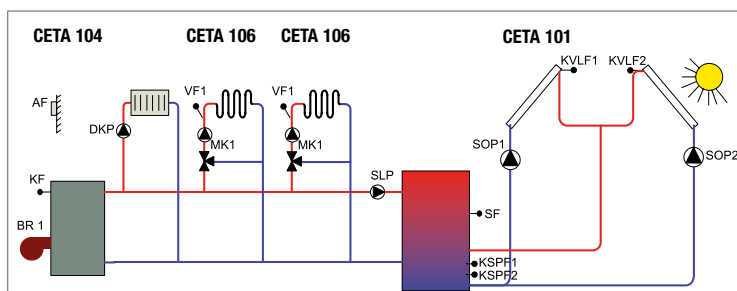 CETA 104 CETA 106 CETA 106 CETA 101
KVLF1 KVLF2
AF
VF1 VF1
DKP
MK1 MK1
SOP1 SOP2
KF
SLP
SF
BR 1
KSPF1
KSPF2